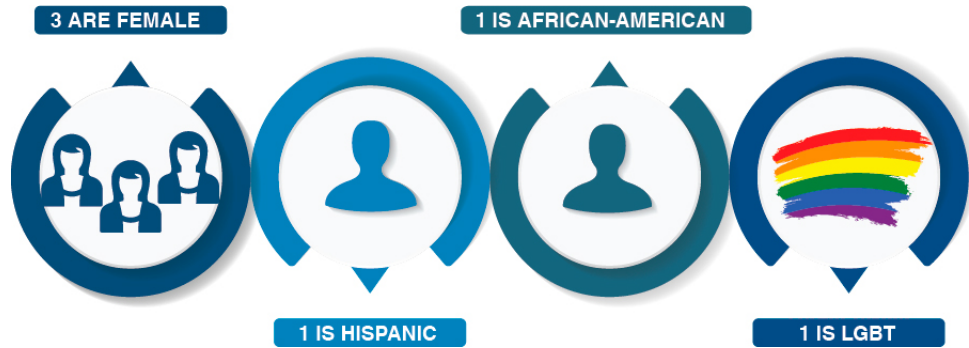 3 ARE FEMALE
1 IS HISPANIC
1 IS AFRICAN-AMERICAN
1 IS LGBT